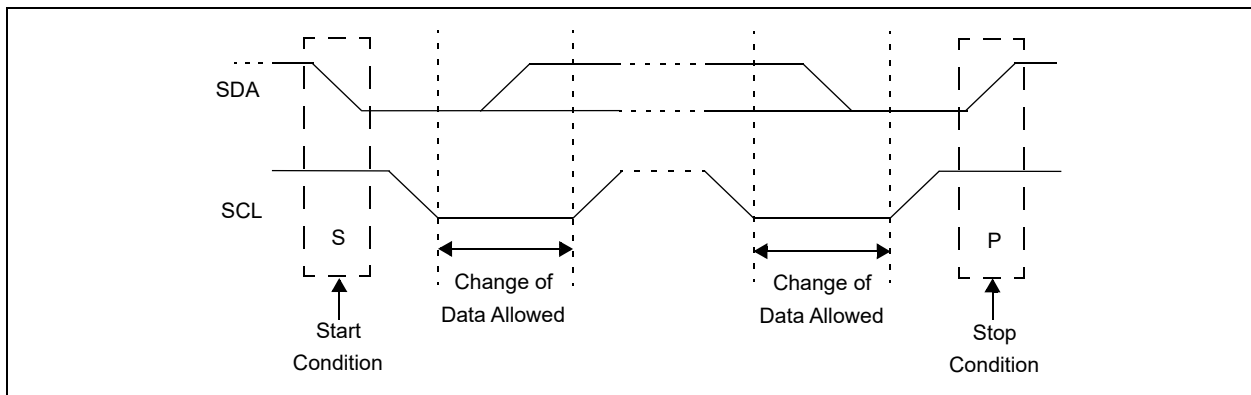 SDA
SCL
S
P
Change of
Data Allowed
Change of
Data Allowed
Start
Condition
Stop
Condition